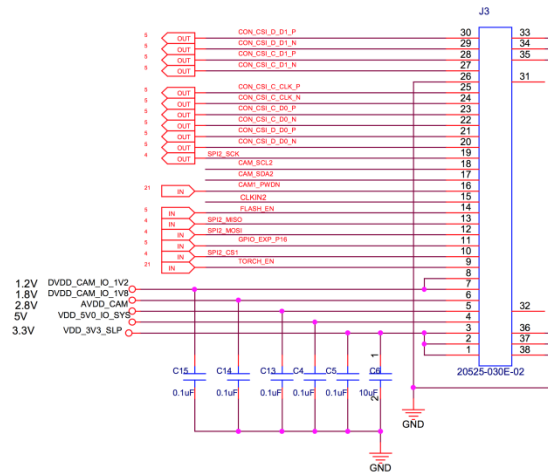 J3
5 OUT CON_CSI_D_D1_P 30 33
5 OUT CON_CSI_D_D1_N 29 34
5 OUT CON_CSI_C_D1_P 28 35
5 OUT CON_CSI_C_D1_N 27
26 31
5 OUT CON_CSI_C_CLK_P 25
5 OUT CON_CSI_C_CLK_N 24
5 OUT CON_CSI_C_D0_P 23
5 OUT CON_CSI_C_D0_N 22
5 OUT CON_CSI_D_D0_P 21
5 OUT CON_CSI_D_D0_N 20
4 OUT SPI2_SCK 19
CAM_SCL2 18
CAM_SDA2 17
21 IN CAM1_PWDN 16
CLKIN2 15
5 IN FLASH_EN 14
4 IN SPI2_MISO 13
4 IN SPI2_MOSI 12
5 IN GPIO_EXP_P16 11
4 IN SPI2_CS1 10
21 IN TORCH_EN 9
8
1.2V DVDD_CAM_IO_1V2 7
1.8V DVDD_CAM_IO_1V8 6
2.8V AVDD_CAM 5 32
5V VDD_5V0_IO_SYS 4
3.3V VDD_3V3_SLP 3 36
2 37
1 38
20525-030E-02
1
C15 C14 C13 C4 C5 C6
0.1uF 0.1uF 0.1uF 0.1uF 0.1uF 10uF
2
GND
GND